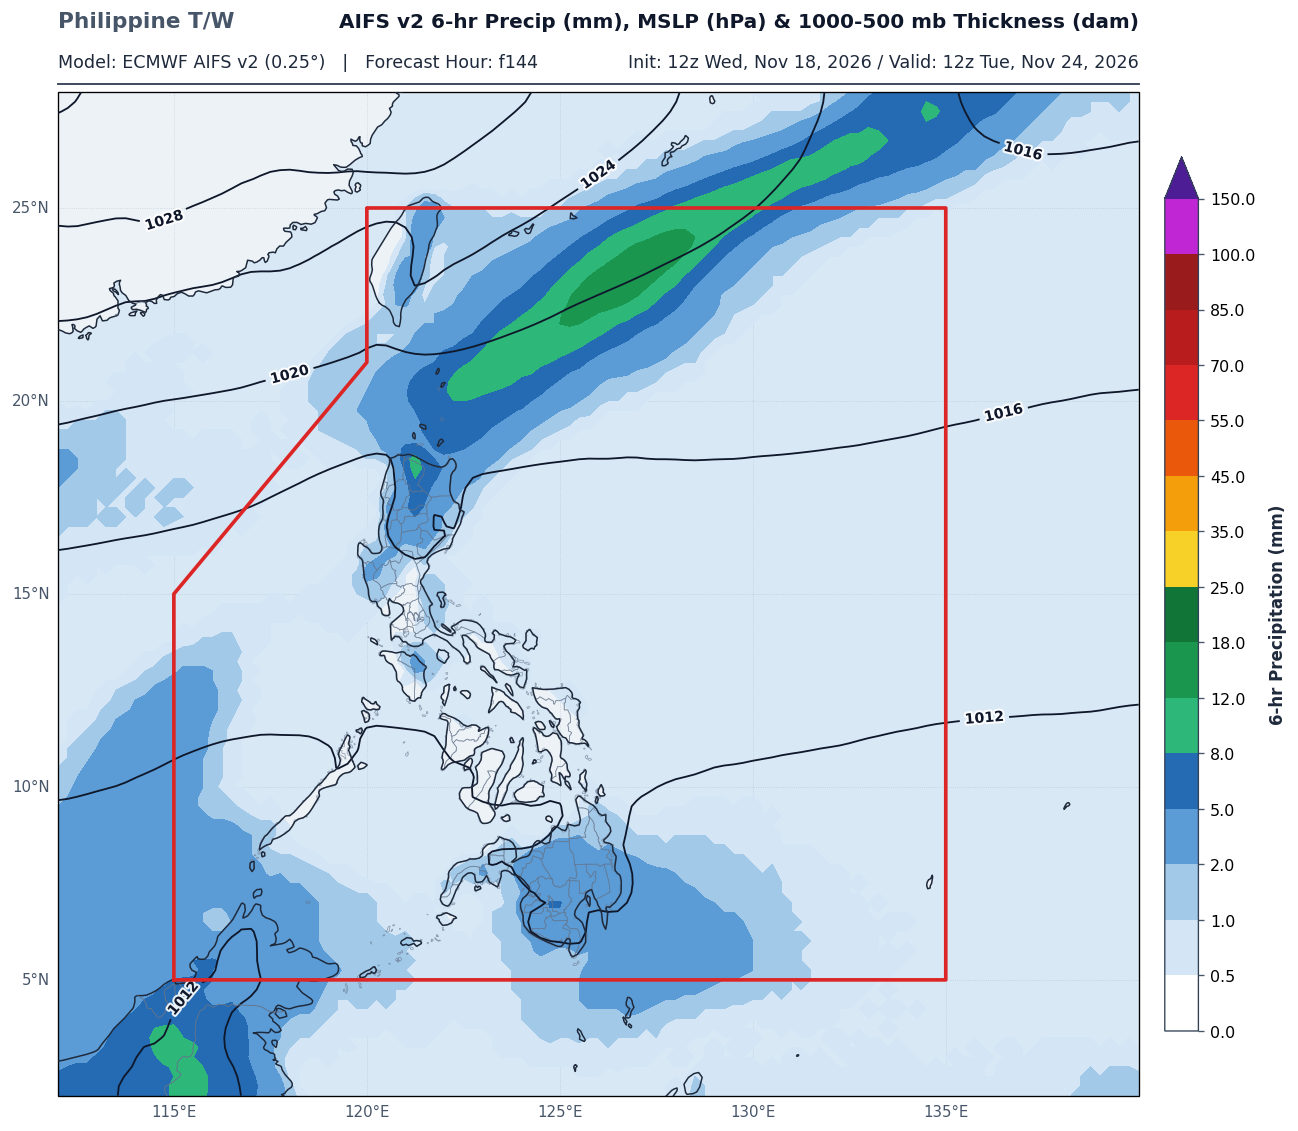 Philippine T/W
AIFS v2 6-hr Precip (mm), MSLP (hPa) & 1000-500 mb Thickness (dam)
Model: ECMWF AIFS v2 (0.25°) | Forecast Hour: f144
Init: 12z Wed, Nov 18, 2026 / Valid: 12z Tue, Nov 24, 2026
1016
1024
1028
1020
1016
1012
1012
25°N
20°N
15°N
10°N
5°N
115°E
120°E
125°E
130°E
135°E
150.0
100.0
85.0
70.0
55.0
45.0
35.0
25.0
18.0
12.0
8.0
5.0
2.0
1.0
0.5
0.0
6-hr Precipitation (mm)